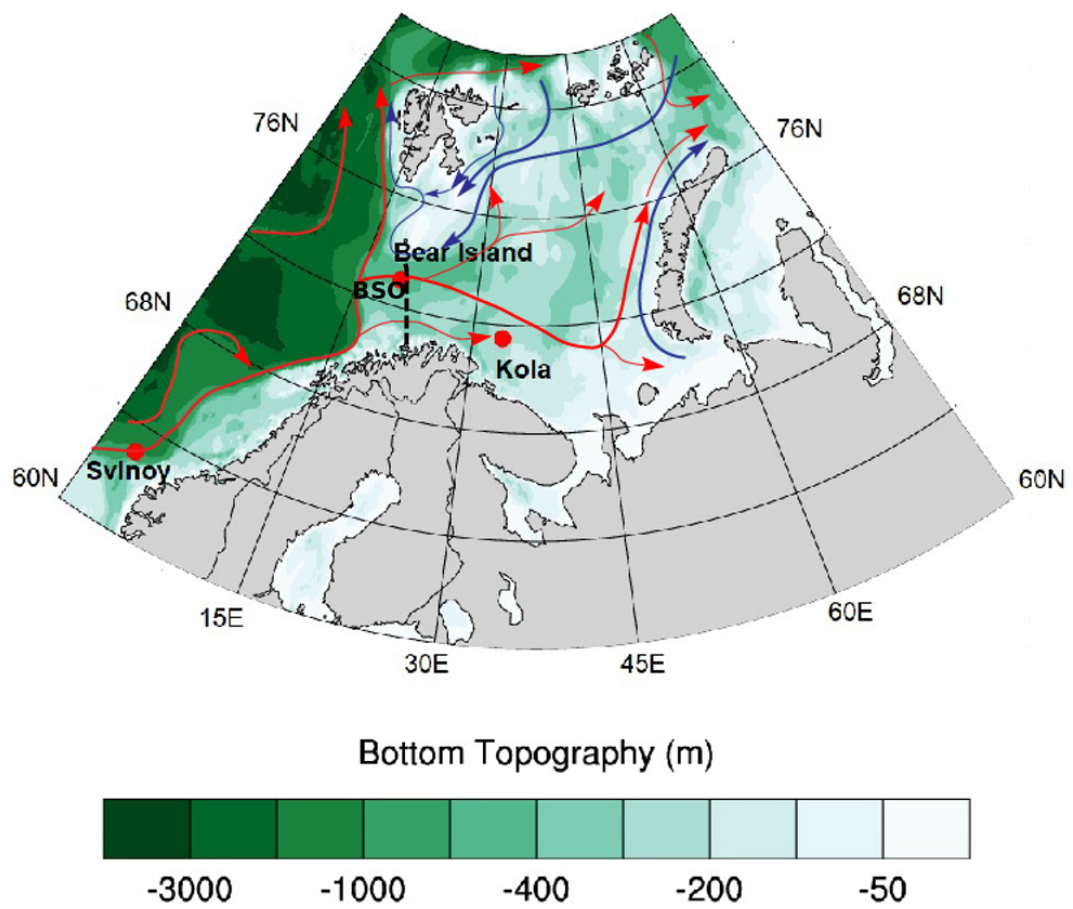 76N
76N
Bear Island
BSO
68N
68N
Kola
Svinoy
60N
60N
15E
60E
30E
45E
Bottom Topography (m)
-3000
-1000
-400
-200
-50